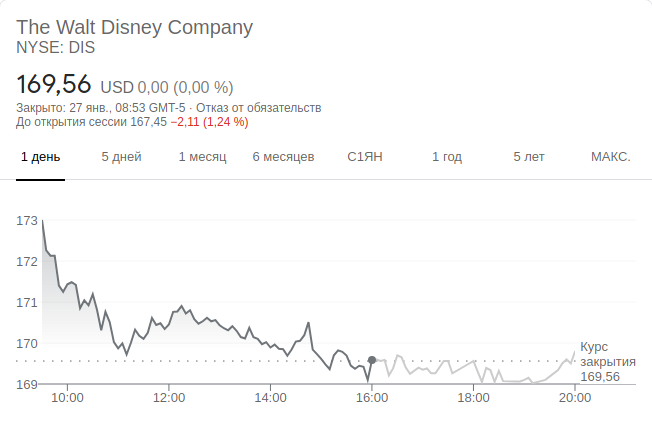 The Walt Disney Company
NYSE: DIS
169,56 USD 0,00 (0,00 %)
Закрыто: 27 янв., 08:53 GMT-5 · Отказ от обязательств
До открытия сессии 167,45 −2,11 (1,24 %)
1 день 5 дней 1 месяц 6 месяцев С1ЯН 1 год 5 лет МАКС.
173
172
171
170
Курс
закрытия
169,56
169
10:00 12:00 14:00 16:00 18:00 20:00